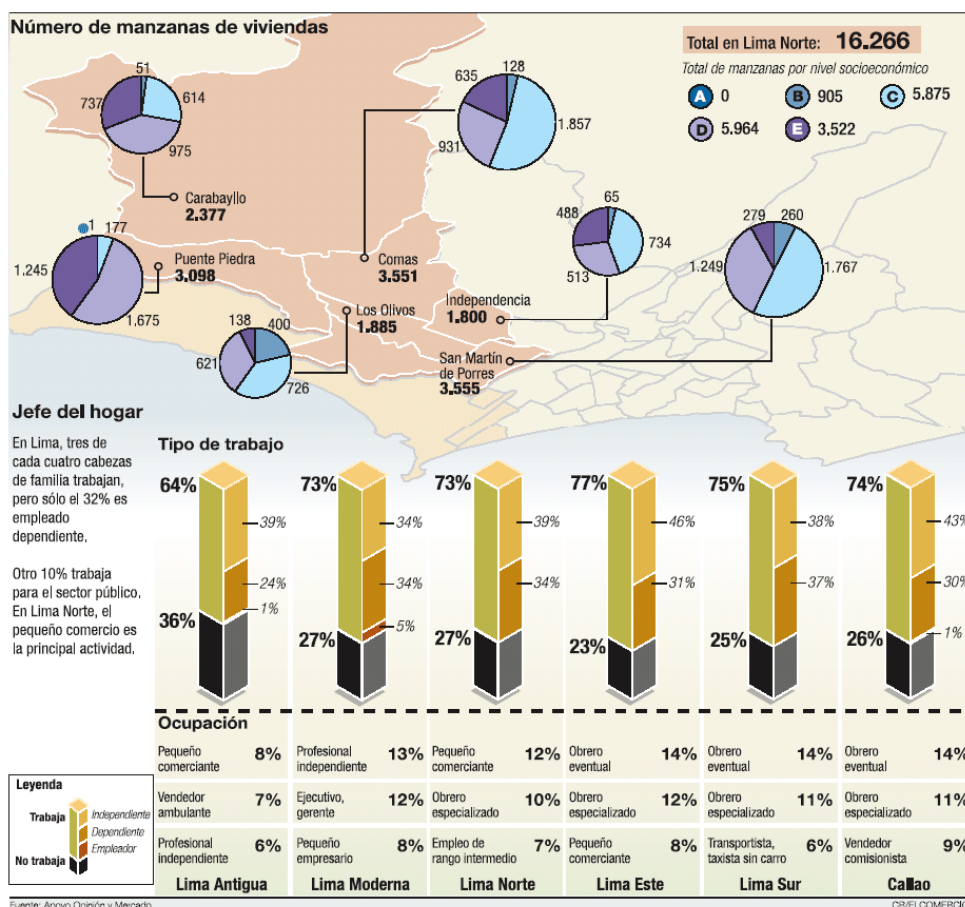 Número de manzanas de viviendas
Total en Lima Norte: 16.266
Total de manzanas por nivel socioeconómico
A 0
B 905
C 5.875
D 5.964
E 3,522
51
614
975
737
Carabayllo
2.377
128
1.857
931
635
Comas
3.551
1
177
1.675
1.245
Puente Piedra
3.098
65
734
513
488
Independencia
1.800
260
1.767
1.249
279
San Martín
de Porres
3.555
400
726
621
138
Los Olivos
1.885
Jefe del hogar
En Lima, tres de
cada cuatro cabezas
de familia trabajan,
pero sólo el 32% es
empleado
dependiente.
Otro 10% trabaja
para el sector público.
En Lima Norte, el
pequeño comercio es
la principal actividad.
Tipo de trabajo
64%
39%
24%
1%
36%
73%
34%
34%
5%
27%
73%
39%
34%
27%
77%
46%
31%
23%
75%
38%
37%
25%
74%
43%
30%
1%
26%
Ocupación
Pequeño
comerciante 8%
Vendedor
ambulante 7%
Profesional
independiente 6%
Lima Antigua
Profesional
independiente 13%
Ejecutivo,
gerente 12%
Pequeño
empresario 8%
Lima Moderna
Pequeño
comerciante 12%
Obrero
especializado 10%
Empleo de
rango intermedio 7%
Lima Norte
Obrero
eventual 14%
Obrero
especializado 12%
Pequeño
comerciante 8%
Lima Este
Obrero
eventual 14%
Obrero
especializado 11%
Transportista,
taxista sin carro 6%
Lima Sur
Obrero
eventual 14%
Obrero
especializado 11%
Vendedor
comisionista 9%
Callao
Leyenda
Trabaja
Independiente
Dependiente
Empleador
No trabaja
Fuente: Apoyo Opinión y Mercado
CR/EL COMERCIO